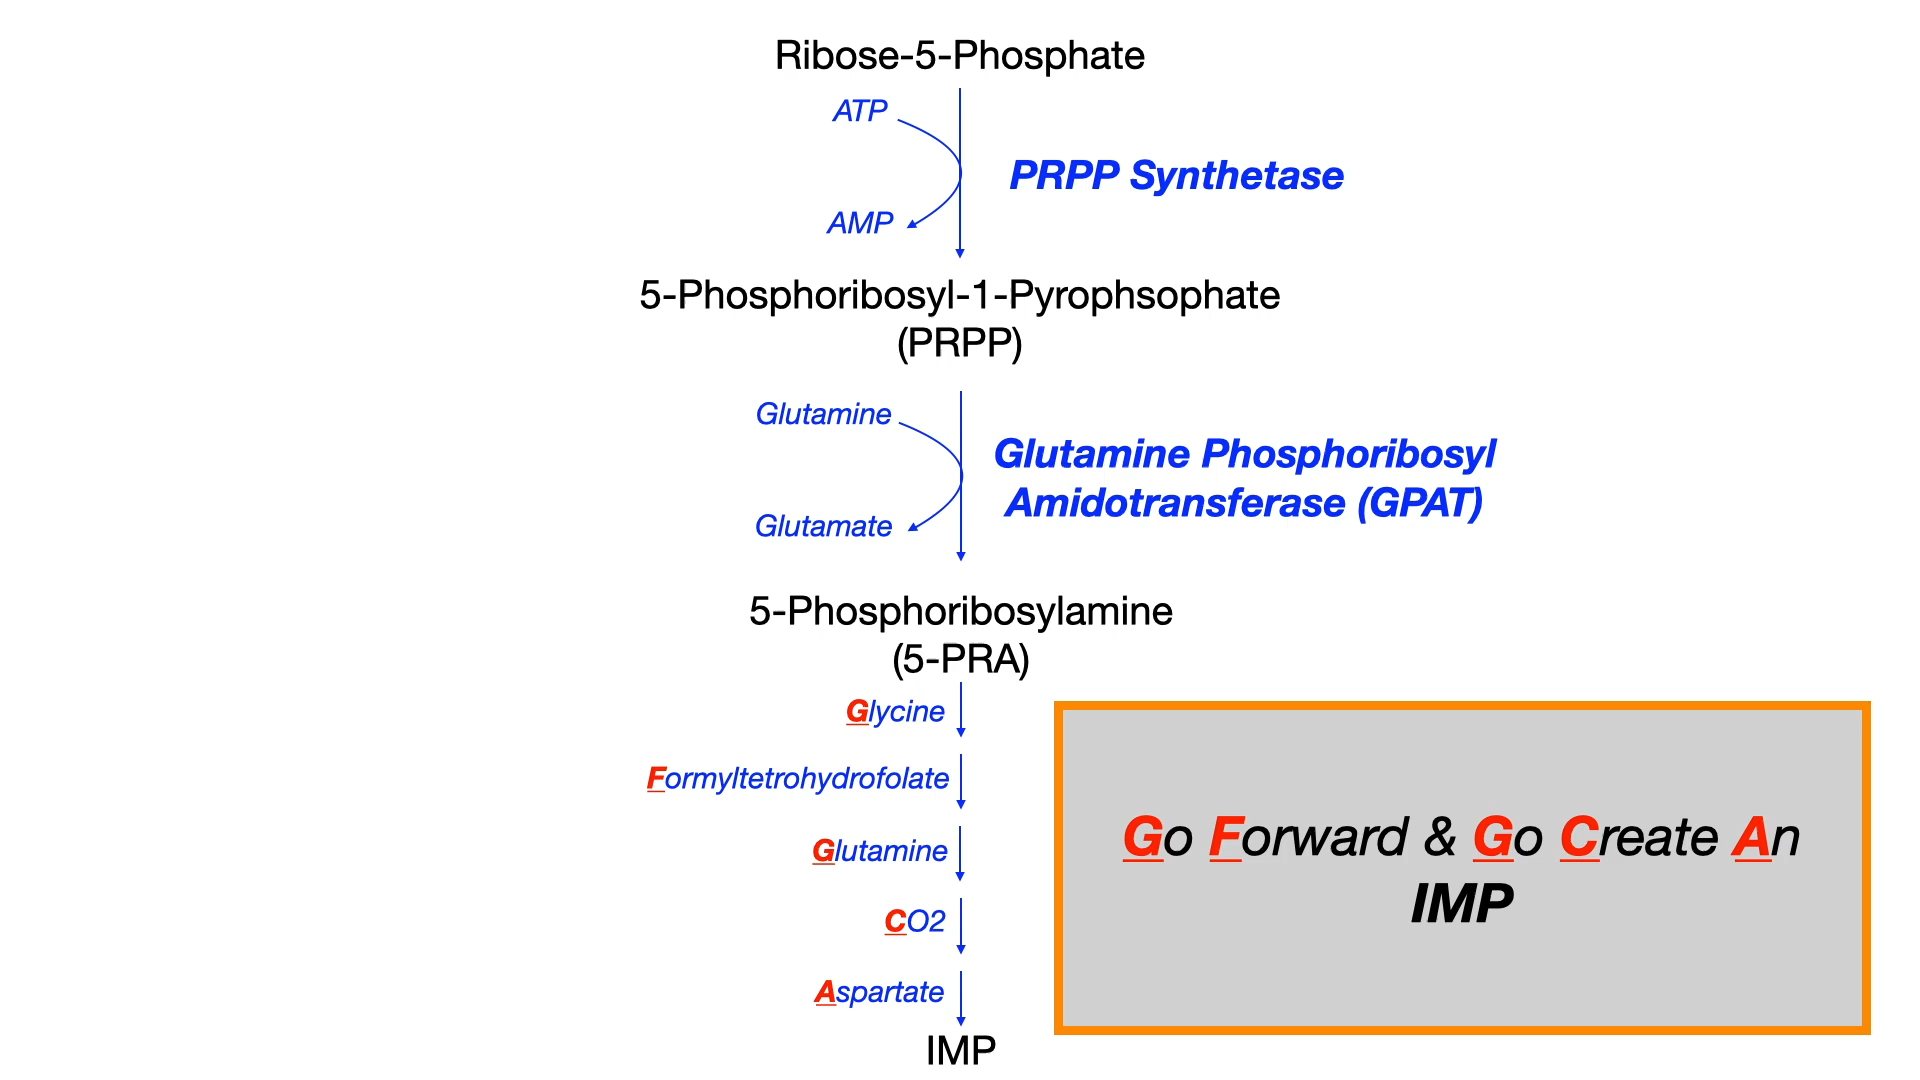 Ribose-5-Phosphate
ATP
PRPP Synthetase
AMP
5-Phosphoribosyl-1-Pyrophsophate
(PRPP)
Glutamine
Glutamine Phosphoribosyl
Amidotransferase (GPAT)
Glutamate
5-Phosphoribosylamine
(5-PRA)
Glycine
Formyltetrohydrofolate
Glutamine
CO2
Aspartate
IMP
Go Forward & Go Create An
IMP